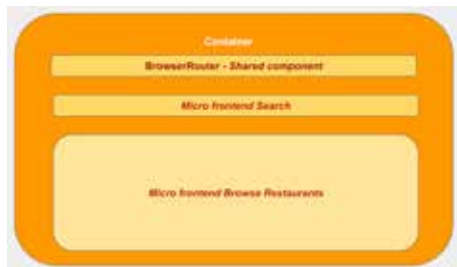 Container
BrowserRouter - Shared component
Micro frontend Search
Micro frontend Browse Restaurants